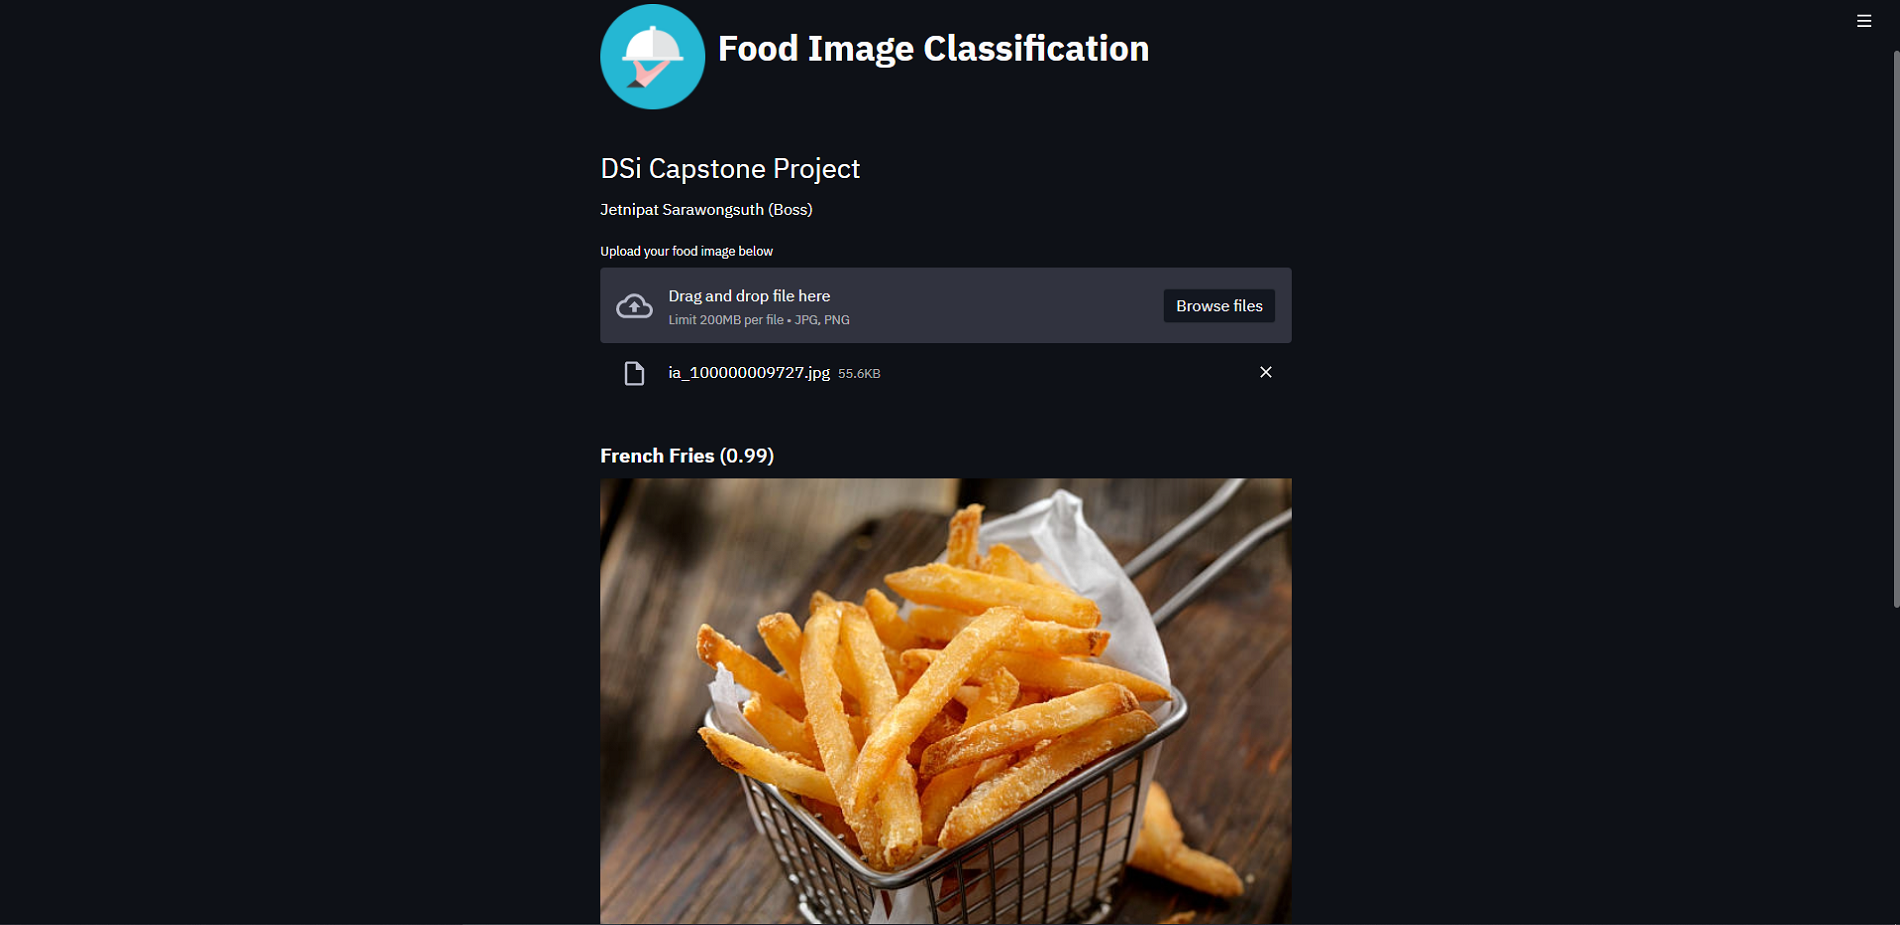 Food Image Classification
DSi Capstone Project
Jetnipat Sarawongsuth (Boss)
Upload your food image below
Drag and drop file here
Limit 200MB per file • JPG, PNG
Browse files
ia_100000009727.jpg 55.6KB
French Fries (0.99)